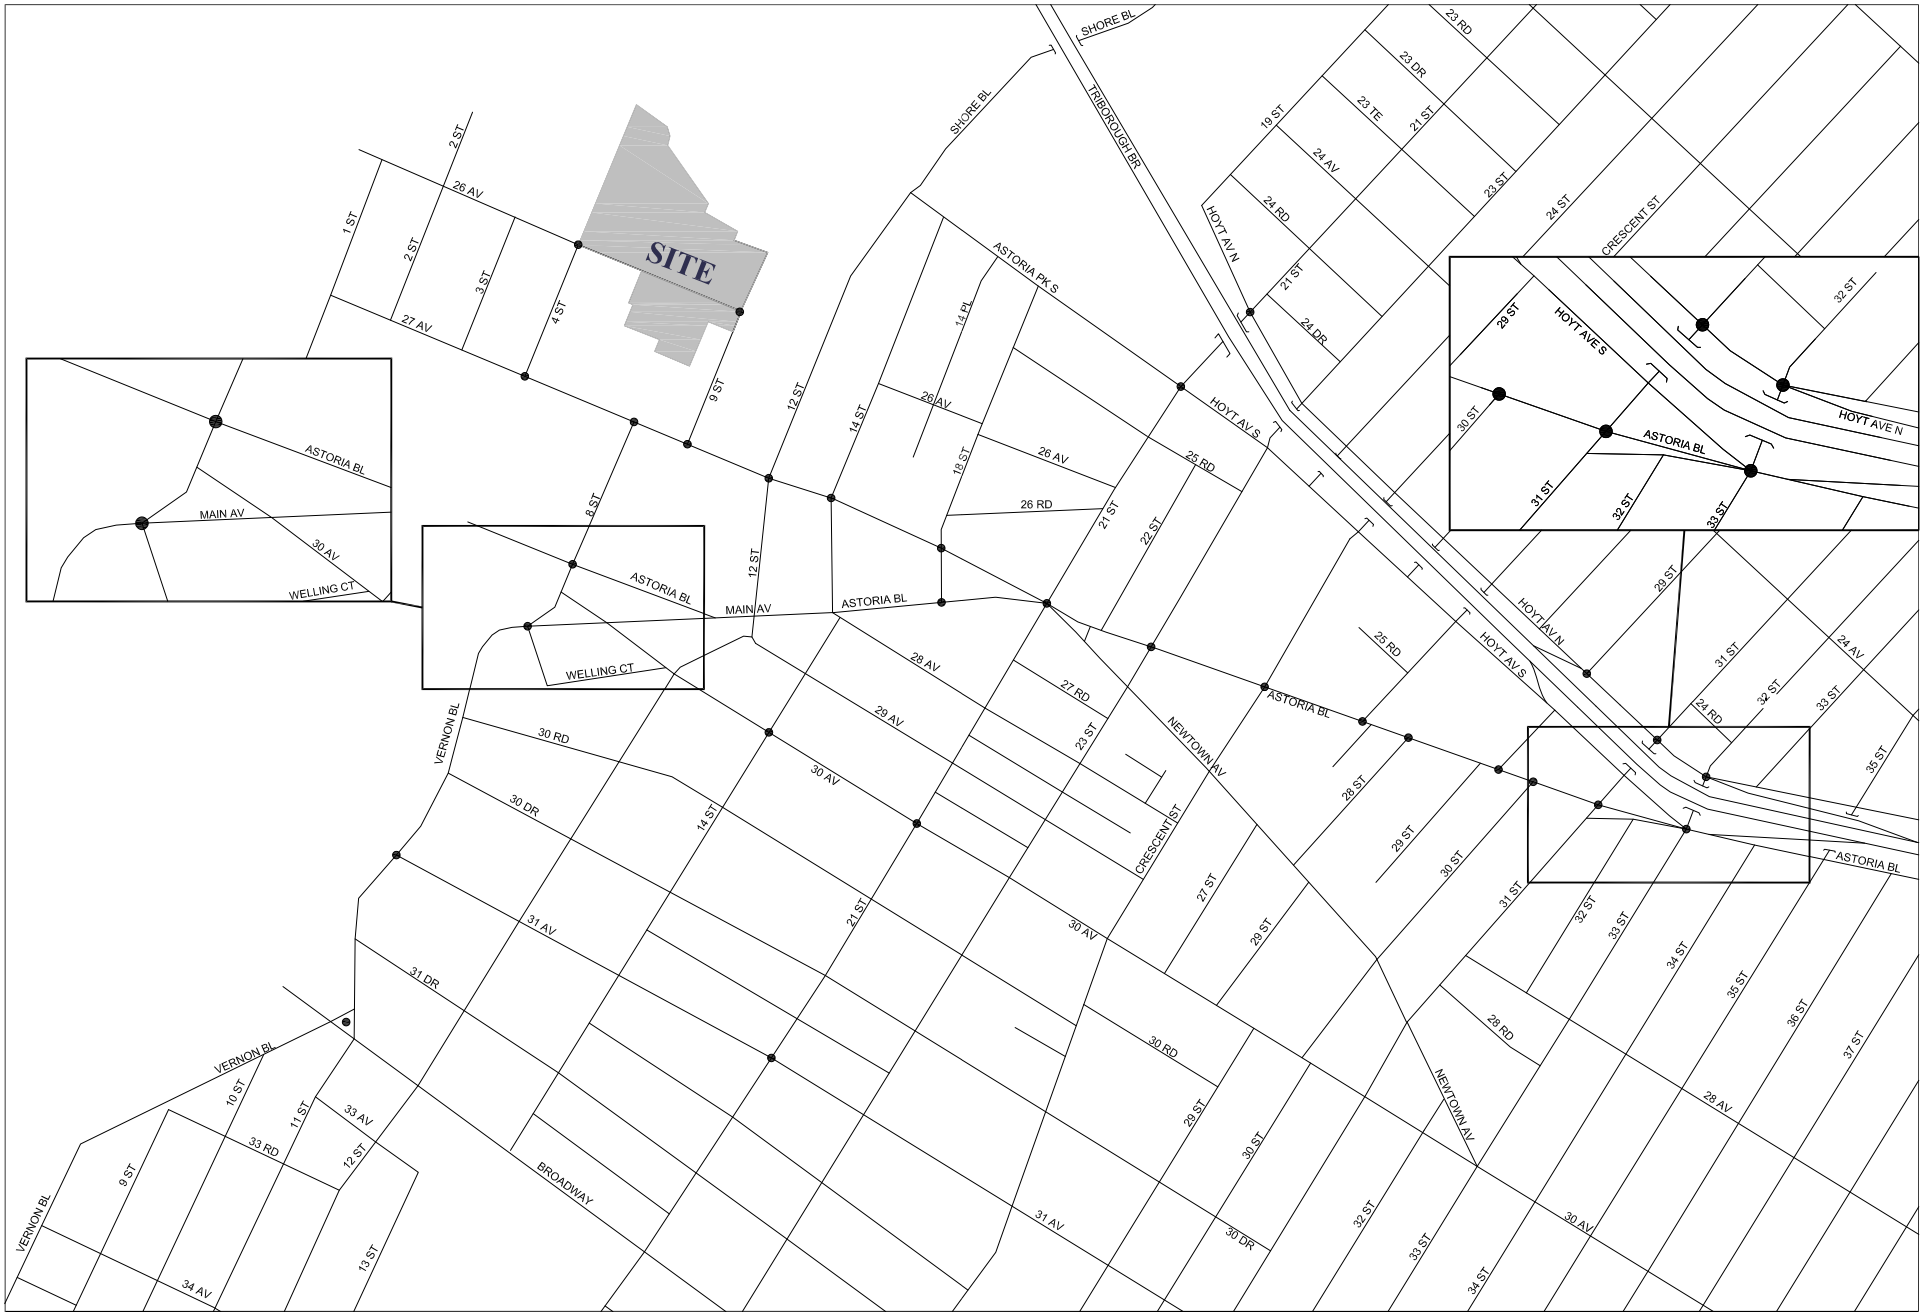 SHORE BL
23 RD
23 DR
TRIBOROUGH BR
SHORE BL
19 ST
23 TE
21 ST
2 ST
24 AV
23 ST
26 AV
1 ST
24 RD
24 ST
CRESCENT ST
HOYT AV N
2 ST
SITE
ASTORIA PK S
3 ST
21 ST
32 ST
4 ST
14 PL
29 ST
HOYT AVE S
27 AV
24 DR
9 ST
12 ST
26 AV
HOYT AV S
14 ST
HOYT AVE N
30 ST
ASTORIA BL
ASTORIA BL
18 ST
26 AV
25 RD
31 ST
32 ST
33 ST
8 ST
26 RD
21 ST
22 ST
MAIN AV
30 AV
12 ST
29 ST
WELLING CT
ASTORIA BL
MAIN AV
ASTORIA BL
HOYT AV N
25 RD
24 AV
HOYT AV S
31 ST
28 AV
WELLING CT
27 RD
32 ST
33 ST
ASTORIA BL
24 RD
29 AV
VERNON BL
30 RD
23 ST
NEWTOWN AV
35 ST
30 AV
28 ST
30 DR
14 ST
CRESCENT ST
29 ST
30 ST
ASTORIA BL
27 ST
31 ST
21 ST
32 ST
31 AV
30 AV
29 ST
33 ST
34 ST
31 DR
35 ST
36 ST
28 RD
37 ST
30 RD
VERNON BL
10 ST
NEWTOWN AV
28 AV
11 ST
33 AV
29 ST
33 RD
12 ST
30 ST
9 ST
BROADWAY
VERNON BL
31 AV
32 ST
30 AV
30 DR
33 ST
13 ST
34 ST
34 AV